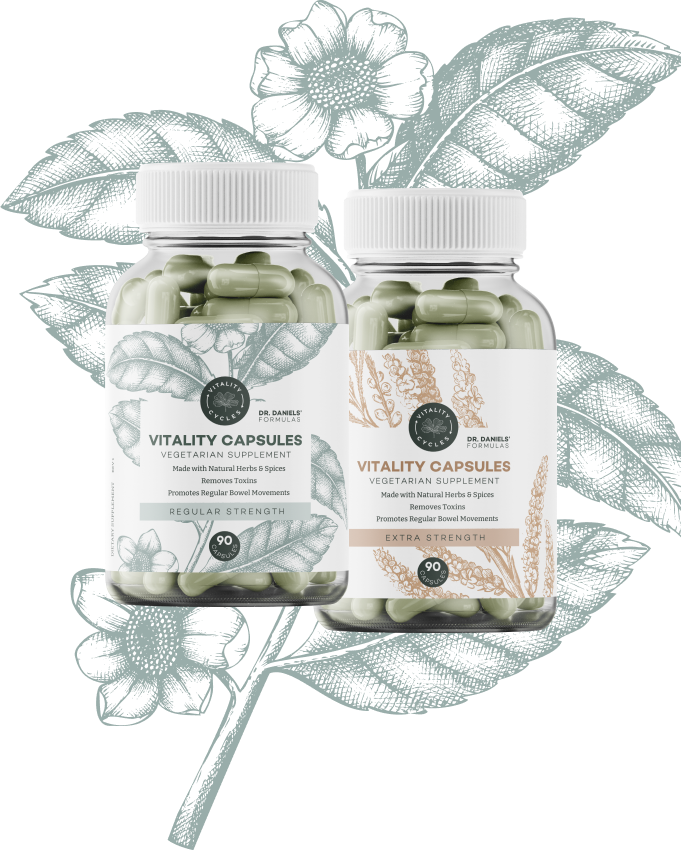 VITALITY
CYCLES
DR. DANIELS'
FORMULAS
VITALITY CAPSULES
VEGETARIAN SUPPLEMENT
Made with Natural Herbs & Spices
Removes Toxins
Promotes Regular Bowel Movements
REGULAR STRENGTH
90
CAPSULES
DIETARY SUPPLEMENT
VITALITY
CYCLES
DR. DANIELS'
FORMULAS
VITALITY CAPSULES
VEGETARIAN SUPPLEMENT
Made with Natural Herbs & Spices
Removes Toxins
Promotes Regular Bowel Movements
EXTRA STRENGTH
90
CAPSULES